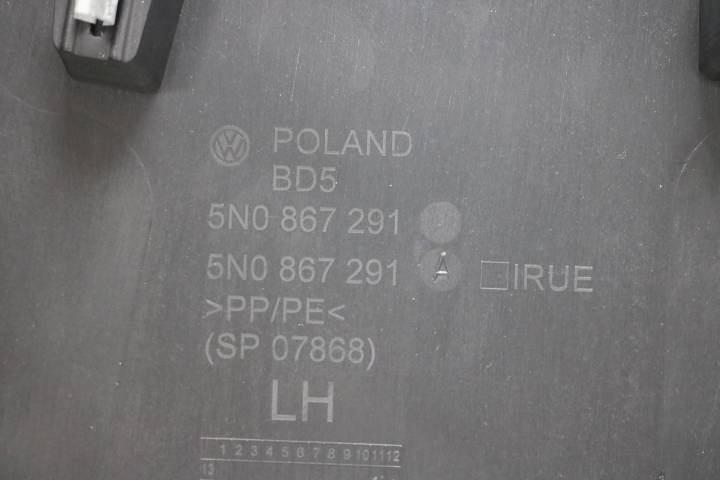 POLAND
BD5
5N0 867 291
5N0 867 291 A □IRUE
>PP/PE<
(SP 07868)
LH
1 2 3 4 5 6 7 8 9 10 11 12
13